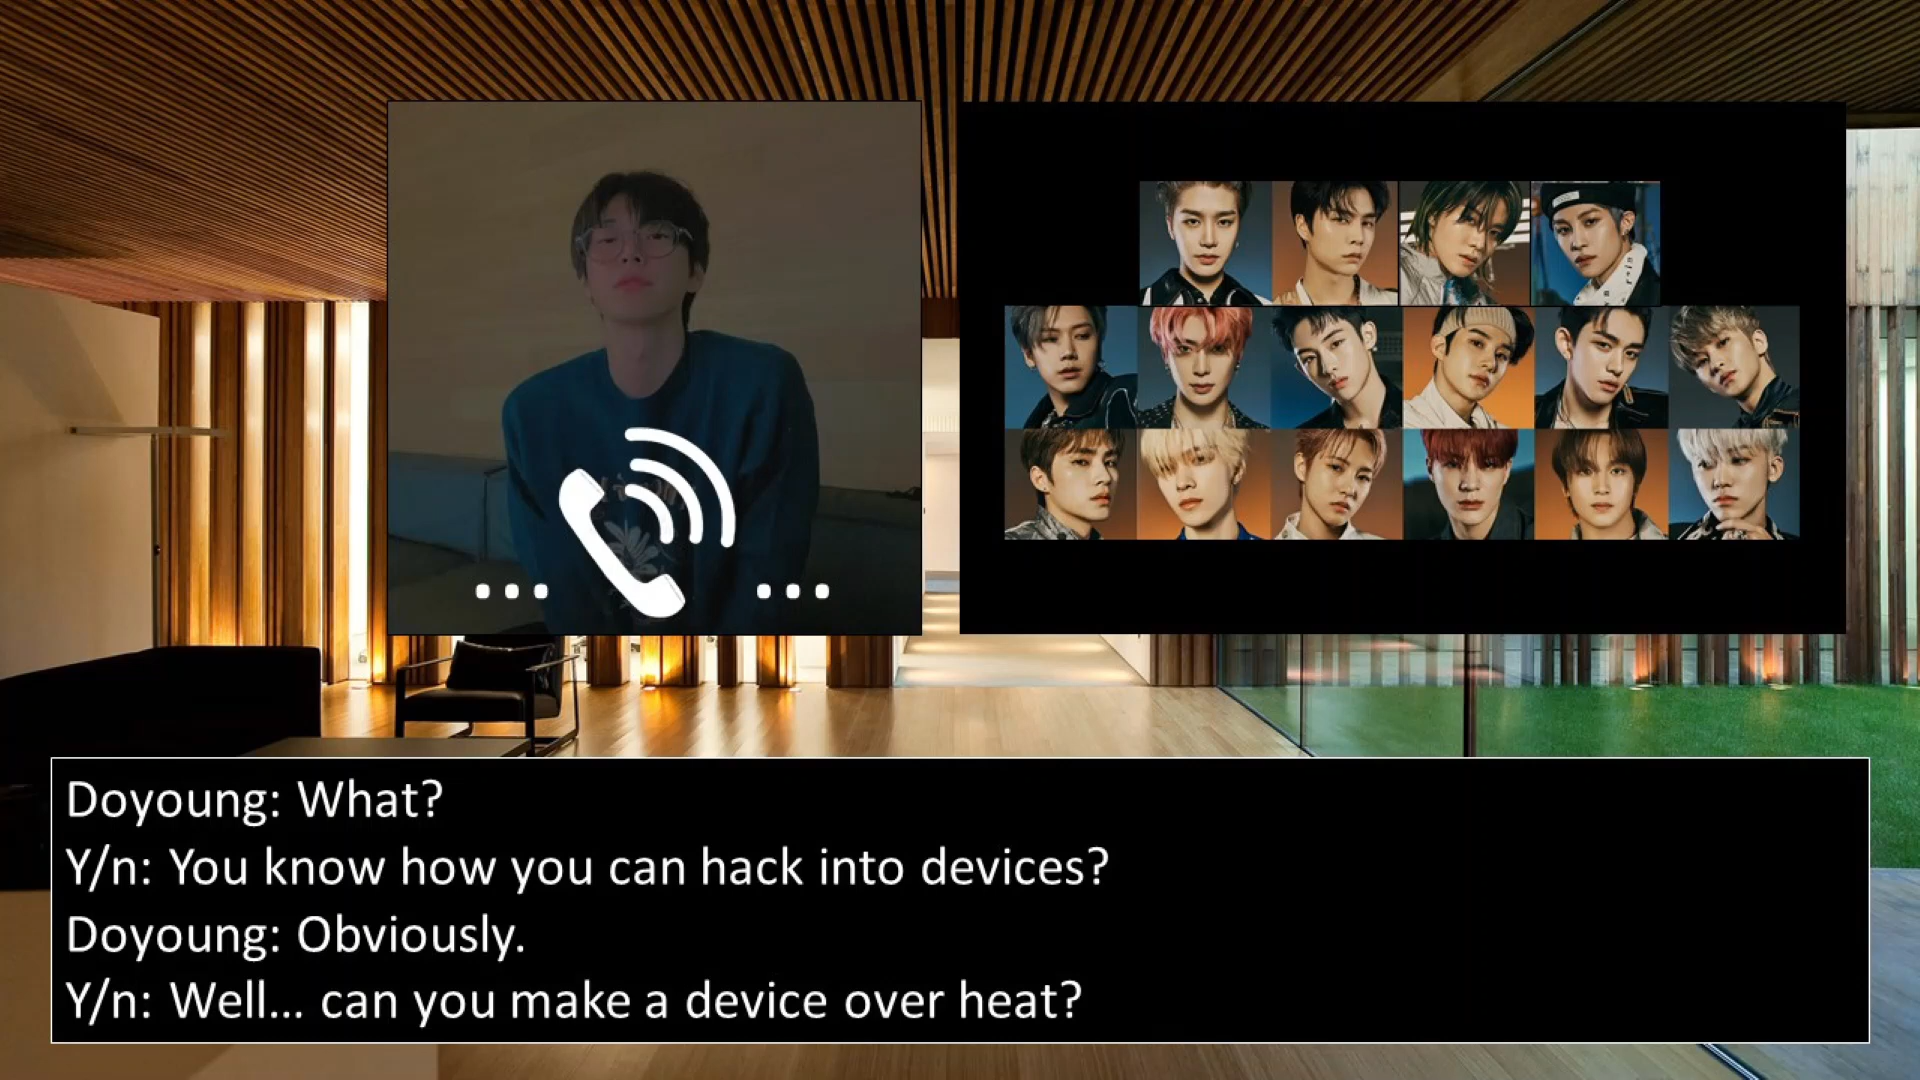 Doyoung: What?
Y/n: You know how you can hack into devices?
Doyoung: Obviously.
Y/n: Well... can you make a device over heat?